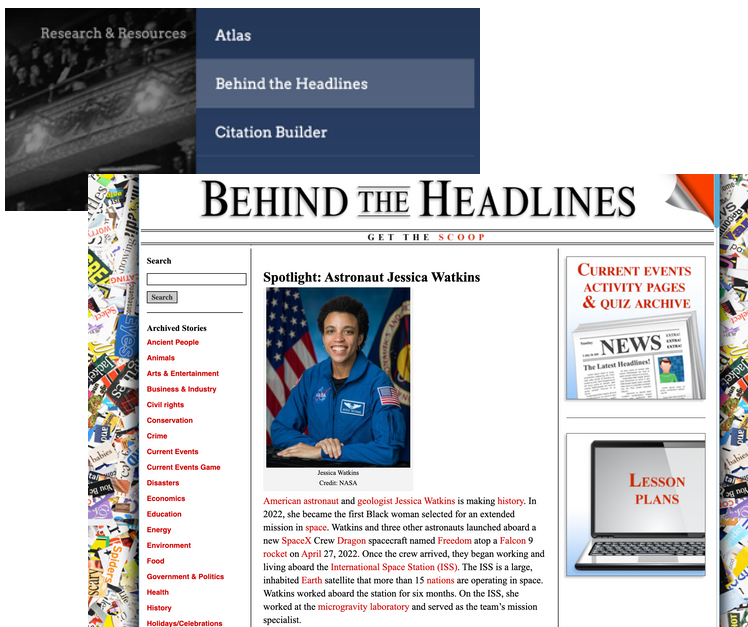 Research & Resources
Atlas
Behind the Headlines
Citation Builder
BEHIND THE HEADLINES
GET THE SCOOP
Search
Search
Archived Stories
Ancient People
Animals
Arts & Entertainment
Business & Industry
Civil rights
Conservation
Crime
Current Events
Current Events Game
Disasters
Economics
Education
Energy
Environment
Food
Government & Politics
Health
History
Holidays/Celebrations
Spotlight: Astronaut Jessica Watkins
Jessica Watkins
Credit: NASA
American astronaut and geologist Jessica Watkins is making history. In
2022, she became the first Black woman selected for an extended
mission in space. Watkins and three other astronauts launched aboard a
new SpaceX Crew Dragon spacecraft named Freedom atop a Falcon 9
rocket on April 27, 2022. Once the crew arrived, they began working and
living aboard the International Space Station (ISS). The ISS is a large,
inhabited Earth satellite that more than 15 nations are operating in space.
Watkins worked aboard the station for six months. On the ISS, she
worked at the microgravity laboratory and served as the team's mission
specialist.
CURRENT EVENTS
ACTIVITY PAGES
& QUIZ ARCHIVE
NEWS
EXTRA!
EXTRA!
The Latest Headlines!
LESSON
PLANS